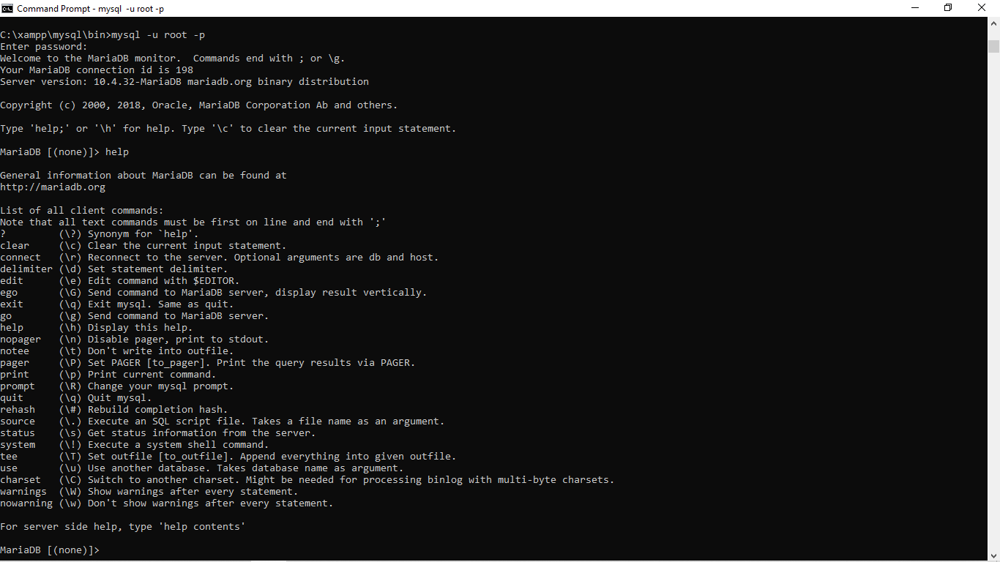 Command Prompt - mysql -u root -p
C:\xampp\mysql\bin>mysql -u root -p
Enter password:
Welcome to the MariaDB monitor.  Commands end with ; or \g.
Your MariaDB connection id is 198
Server version: 10.4.32-MariaDB mariadb.org binary distribution
Copyright (c) 2000, 2018, Oracle, MariaDB Corporation Ab and others.
Type 'help;' or '\h' for help. Type '\c' to clear the current input statement.
MariaDB [(none)]> help
General information about MariaDB can be found at
http://mariadb.org
List of all client commands:
Note that all text commands must be first on line and end with ';'
?         (\?) Synonym for `help'.
clear     (\c) Clear the current input statement.
connect   (\r) Reconnect to the server. Optional arguments are db and host.
delimiter (\d) Set statement delimiter.
edit      (\e) Edit command with $EDITOR.
ego       (\G) Send command to MariaDB server, display result vertically.
exit      (\q) Exit mysql. Same as quit.
go        (\g) Send command to MariaDB server.
help      (\h) Display this help.
nopager   (\n) Disable pager, print to stdout.
notee     (\t) Don't write into outfile.
pager     (\P) Set PAGER [to_pager]. Print the query results via PAGER.
print     (\p) Print current command.
prompt    (\R) Change your mysql prompt.
quit      (\q) Quit mysql.
rehash    (\#) Rebuild completion hash.
source    (\.) Execute an SQL script file. Takes a file name as an argument.
status    (\s) Get status information from the server.
system    (\!) Execute a system shell command.
tee       (\T) Set outfile [to_outfile]. Append everything into given outfile.
use       (\u) Use another database. Takes database name as argument.
charset   (\C) Switch to another charset. Might be needed for processing binlog with multi-byte charsets.
warnings  (\W) Show warnings after every statement.
nowarning (\w) Don't show warnings after every statement.
For server side help, type 'help contents'
MariaDB [(none)]>